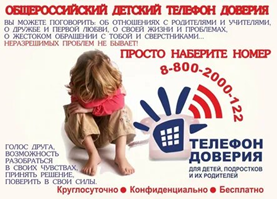 ОБЩЕРОССИЙСКИЙ ДЕТСКИЙ ТЕЛЕФОН ДОВЕРИЯ
ВЫ МОЖЕТЕ ПОГОВОРИТЬ: ОБ ОТНОШЕНИЯХ С РОДИТЕЛЯМИ И УЧИТЕЛЯМИ,
О ДРУЖБЕ И ПЕРВОЙ ЛЮБВИ, О СВОЕЙ ЖИЗНИ И ПРОБЛЕМАХ,
О ЖЕСТОКОМ ОБРАЩЕНИИ С ТОБОЙ И СВЕРСТНИКАМИ...
НЕРАЗРЕШИМЫХ ПРОБЛЕМ НЕ БЫВАЕТ!
ПРОСТО НАБЕРИТЕ НОМЕР
8-800-2000-122
ТЕЛЕФОН
ДОВЕРИЯ
ДЛЯ ДЕТЕЙ, ПОДРОСТКОВ
И ИХ РОДИТЕЛЕЙ
ГОЛОС ДРУГА,
ВОЗМОЖНОСТЬ
РАЗОБРАТЬСЯ
В СВОИХ ЧУВСТВАХ,
ПРИНЯТЬ РЕШЕНИЕ,
ПОВЕРИТЬ В СВОИ СИЛЫ.
Круглосуточно ● Конфиденциально ● Бесплатно